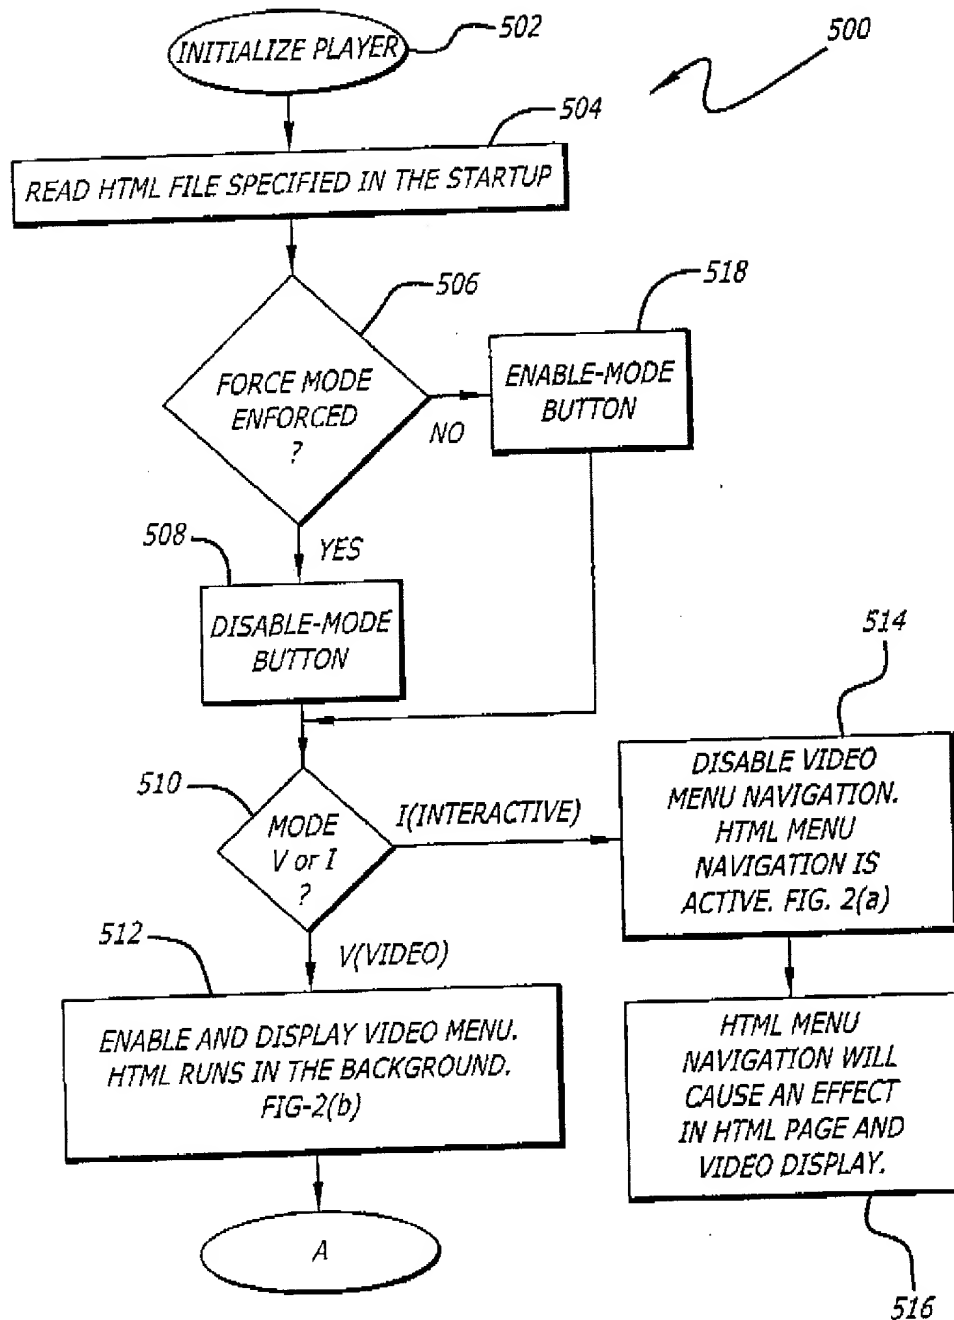 502
INITIALIZE PLAYER
500
504
READ HTML FILE SPECIFIED IN THE STARTUP
506
518
FORCE MODE
ENFORCED
?
NO
ENABLE-MODE
BUTTON
YES
508
DISABLE-MODE
BUTTON
514
510
MODE
V or I
?
I(INTERACTIVE)
DISABLE VIDEO
MENU NAVIGATION.
HTML MENU
NAVIGATION IS
ACTIVE. FIG. 2(a)
512
V(VIDEO)
ENABLE AND DISPLAY VIDEO MENU.
HTML RUNS IN THE BACKGROUND.
FIG-2(b)
HTML MENU
NAVIGATION WILL
CAUSE AN EFFECT
IN HTML PAGE AND
VIDEO DISPLAY.
A
516